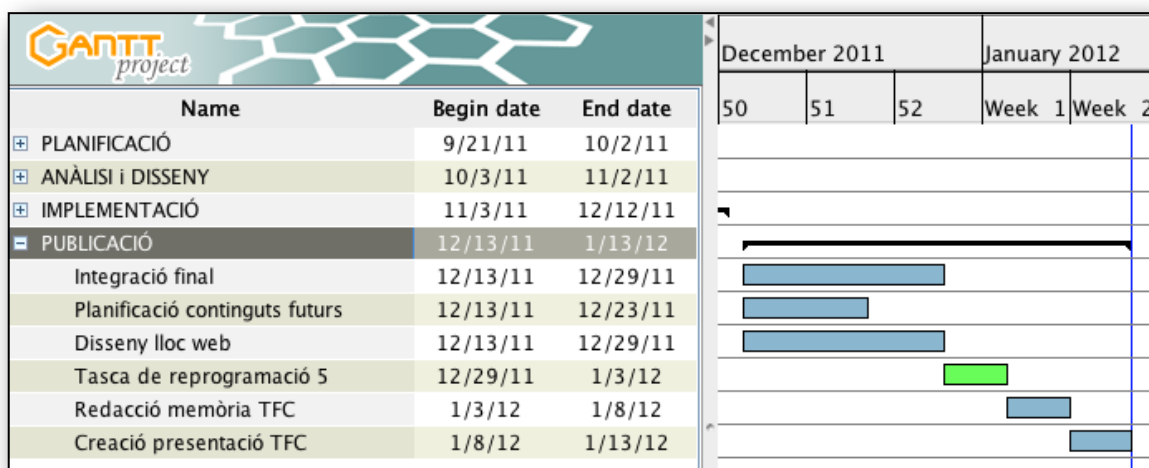 GANTT
project
December 2011 January 2012
Name Begin date End date 50 51 52 Week 1 Week 2
PLANIFICACIÓ 9/21/11 10/2/11
ANÀLISI i DISSENY 10/3/11 11/2/11
IMPLEMENTACIÓ 11/3/11 12/12/11
PUBLICACIÓ 12/13/11 1/13/12
Integració final 12/13/11 12/29/11
Planificació continguts futurs 12/13/11 12/23/11
Disseny lloc web 12/13/11 12/29/11
Tasca de reprogramació 5 12/29/11 1/3/12
Redacció memòria TFC 1/3/12 1/8/12
Creació presentació TFC 1/8/12 1/13/12